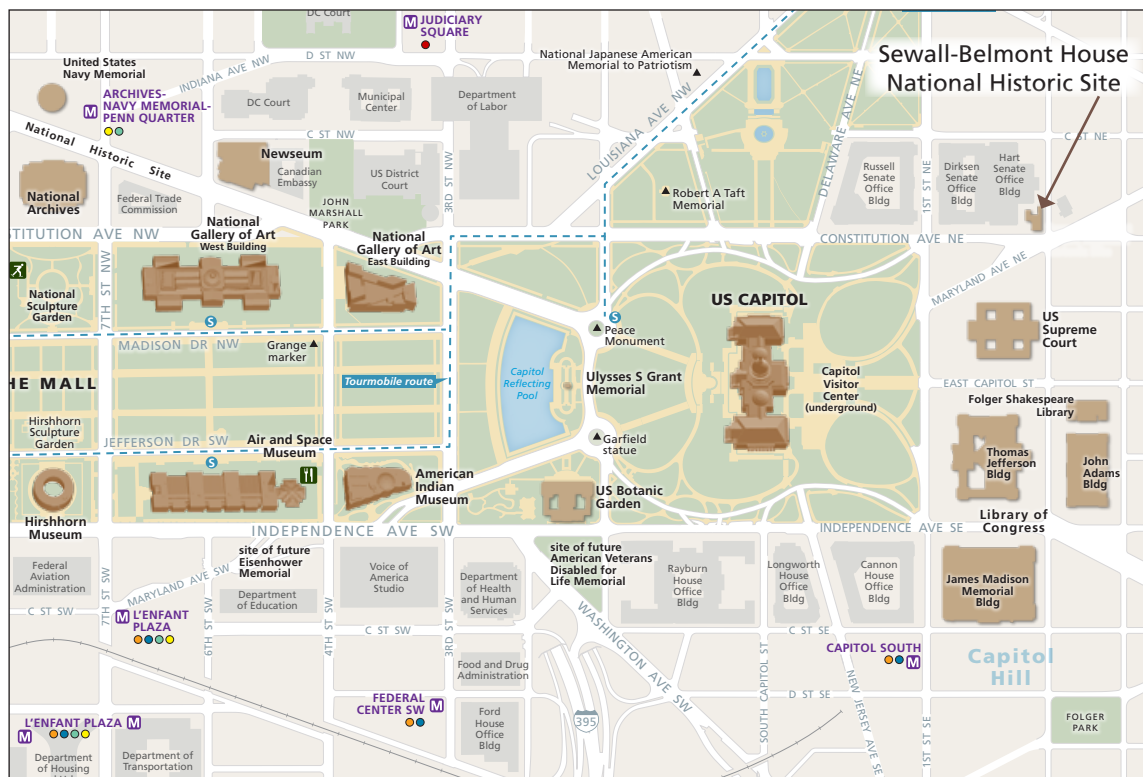 DC Court
M JUDICIARY
SQUARE
D ST NW
United States
Navy Memorial
INDIANA AVE NW
National Japanese American
Memorial to Patriotism
Sewall-Belmont House
National Historic Site
M ARCHIVES-
NAVY MEMORIAL-
PENN QUARTER
DC Court
Municipal
Center
Department
of Labor
LOUISIANA AVE NW
DELAWARE AVE NE
C ST NW
C ST NE
National Historic Site
Newseum
Canadian
Embassy
US District
Court
3RD ST NW
Russell
Senate
Office
Bldg
1ST ST NE
Dirksen
Senate
Office
Bldg
Hart
Senate
Office
Bldg
National
Archives
Federal Trade
Commission
JOHN
MARSHALL
PARK
Robert A Taft
Memorial
STITUTION AVE NW
National
Gallery of Art
West Building
National
Gallery of Art
East Building
CONSTITUTION AVE NE
MARYLAND AVE NE
7TH ST NW
National
Sculpture
Garden
US CAPITOL
S
S
Peace
Monument
US
Supreme
Court
MADISON DR NW
Grange
marker
HE MALL
Tourmobile route
Capitol
Reflecting
Pool
Ulysses S Grant
Memorial
Capitol
Visitor
Center
(underground)
EAST CAPITOL ST
Folger Shakespeare
Library
Hirshhorn
Sculpture
Garden
JEFFERSON DR SW
Air and Space
Museum
S
Garfield
statue
Thomas
Jefferson
Bldg
John
Adams
Bldg
American
Indian
Museum
US Botanic
Garden
Library of
Congress
Hirshhorn
Museum
INDEPENDENCE AVE SW
INDEPENDENCE AVE SE
Federal
Aviation
Administration
7TH ST SW
MARYLAND AVE SW
site of future
Eisenhower
Memorial
Department of Education
Voice of
America
Studio
Department
of Health
and Human
Services
site of future
American Veterans
Disabled for
Life Memorial
Rayburn
House
Office
Bldg
Longworth
House
Office
Bldg
Cannon
House
Office
Bldg
James Madison
Memorial
Bldg
C ST SW
M L'ENFANT
PLAZA
6TH ST SW
4TH ST SW
C ST SW
3RD ST SW
WASHINGTON AVE SW
C ST SE
CAPITOL SOUTH
M
Capitol
Hill
Food and Drug
Administration
FEDERAL
CENTER SW
M
SOUTH CAPITOL ST
NEW JERSEY AVE SE
D ST SE
1ST ST SE
L'ENFANT PLAZA M
M
Department
of Housing
Department of
Transportation
Ford
House
Office
Bldg
395
FOLGER
PARK